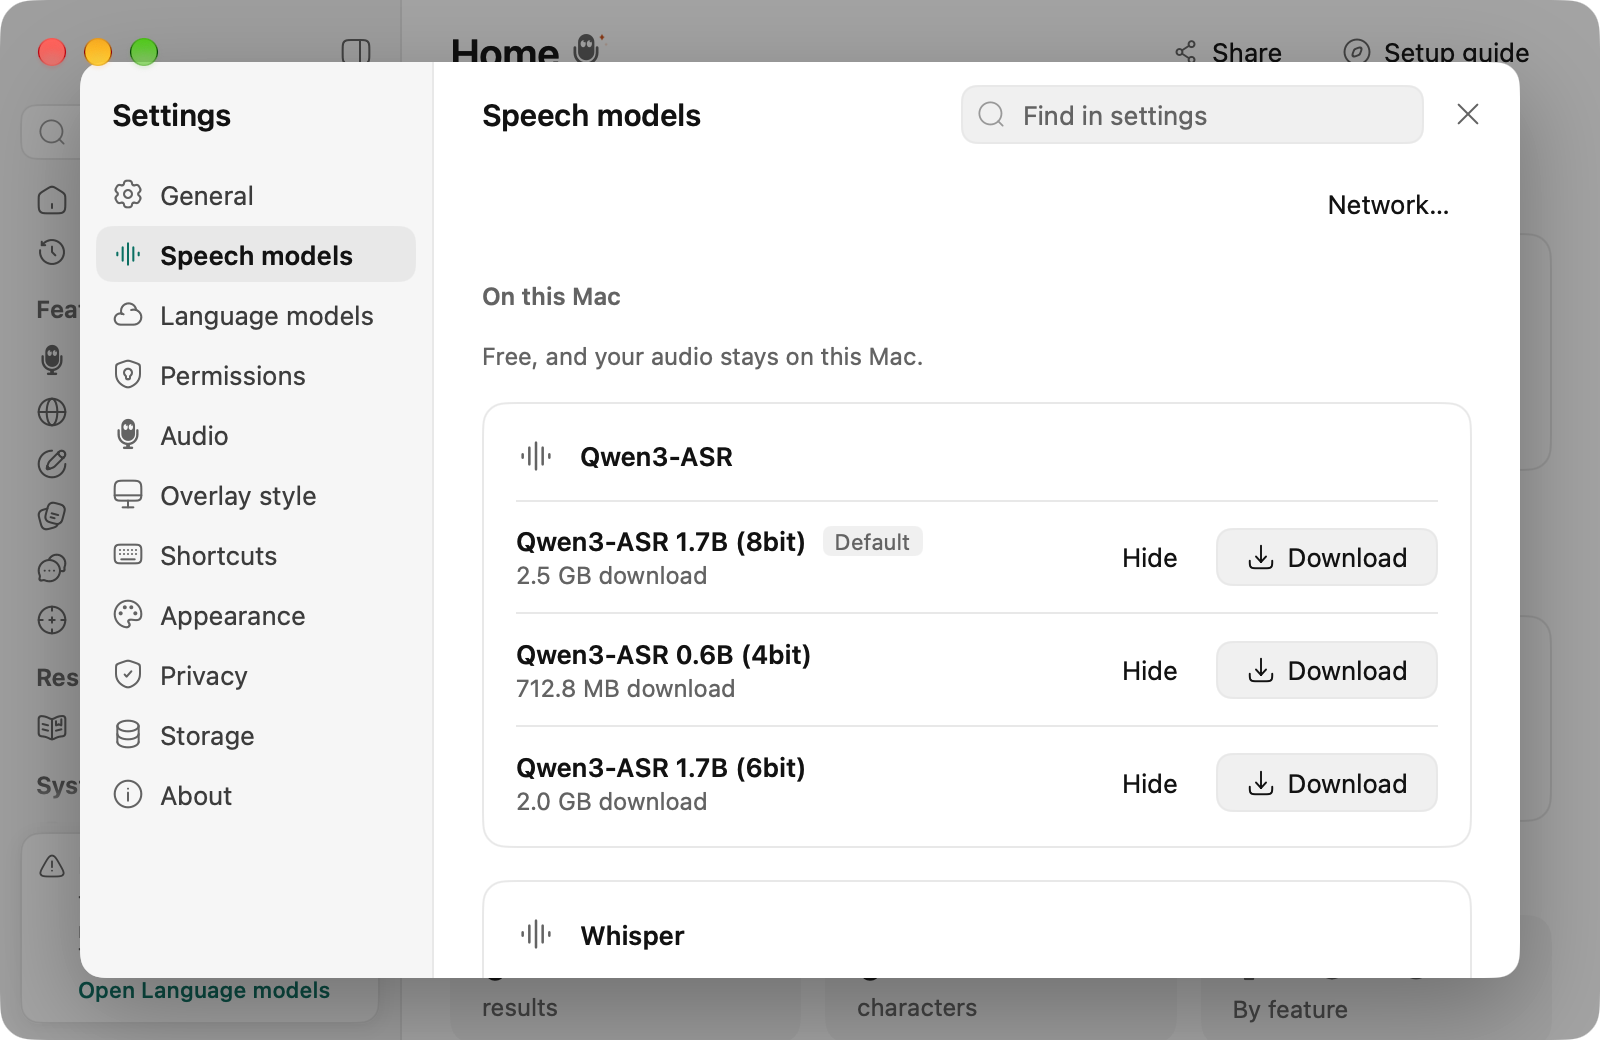 Home
Share
Setup guide
Settings
Speech models
Find in settings
General
Speech models
Language models
Permissions
Audio
Overlay style
Shortcuts
Appearance
Privacy
Storage
About
Network...
On this Mac
Free, and your audio stays on this Mac.
Qwen3-ASR
Qwen3-ASR 1.7B (8bit) Default
2.5 GB download
Hide
Download
Qwen3-ASR 0.6B (4bit)
712.8 MB download
Hide
Download
Qwen3-ASR 1.7B (6bit)
2.0 GB download
Hide
Download
Whisper
Open Language models
results
characters
By feature